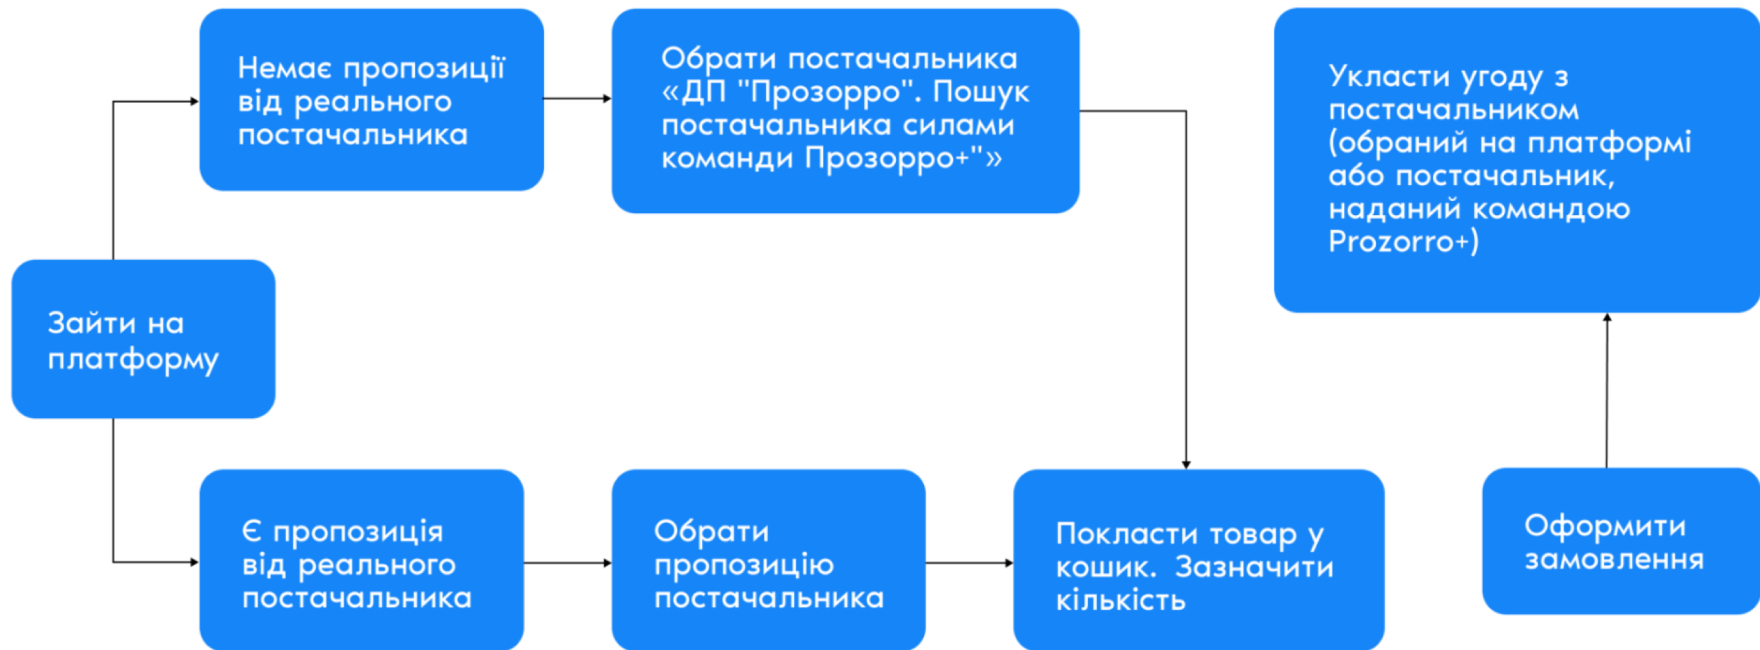 Немає пропозиції
від реального
постачальника
Обрати постачальника
«ДП "Прозорро". Пошук
постачальника силами
команди Прозорро+"»
Укласти угоду з
постачальником
(обраний на платформі
або постачальник,
наданий командою
Prozorro+)
Зайти на
платформу
Є пропозиція
від реального
постачальника
Обрати
пропозицію
постачальника
Покласти товар у
кошик. Зазначити
кількість
Оформити
замовлення